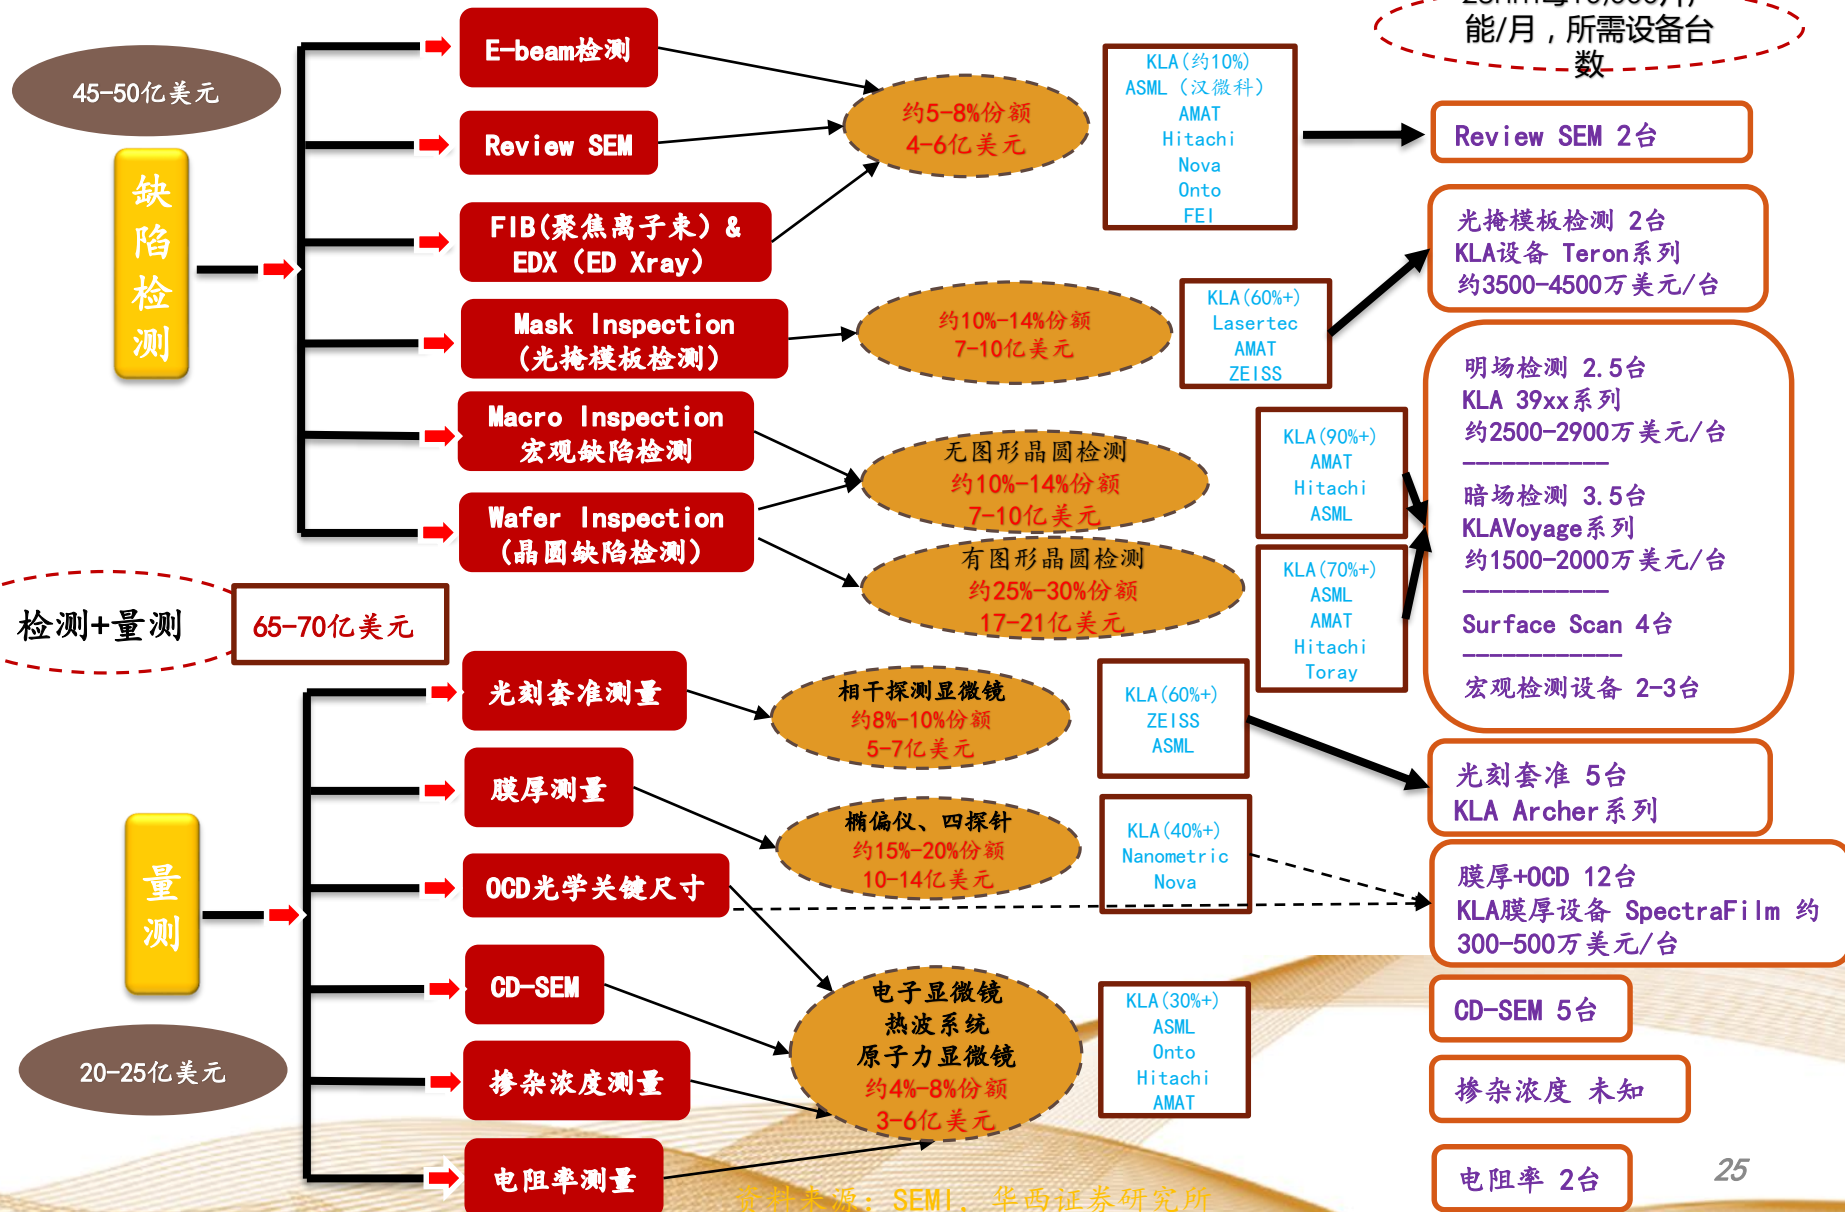 45-50亿美元
缺陷检测
E-beam检测
Review SEM
FIB(聚焦离子束）&
EDX（ED Xray）
Mask Inspection
(光掩模板检测）
Macro Inspection
宏观缺陷检测
Wafer Inspection
(晶圆缺陷检测）
约5-8%份额
4-6亿美元
约10%-14%份额
7-10亿美元
无图形晶圆检测
约10%-14%份额
7-10亿美元
有图形晶圆检测
约25%-30%份额
17-21亿美元
KLA(约10%)
ASML（汉微科）
AMAT
Hitachi
Nova
Onto
FEI
KLA(60%+)
Lasertec
AMAT
ZEISS
KLA(90%+)
AMAT
Hitachi
ASML
KLA(70%+)
ASML
AMAT
Hitachi
Toray
能/月，所需设备台
数
Review SEM 2台
光掩模板检测 2台
KLA设备 Teron系列
约3500-4500万美元/台
明场检测 2.5台
KLA 39xx系列
约2500-2900万美元/台
-----------
暗场检测 3.5台
KLAVoyage系列
约1500-2000万美元/台
-----------
Surface Scan 4台
------------
宏观检测设备 2-3台
检测+量测
65-70亿美元
量测
20-25亿美元
光刻套准测量
膜厚测量
OCD光学关键尺寸
CD-SEM
掺杂浓度测量
电阻率测量
相干探测显微镜
约8%-10%份额
5-7亿美元
椭偏仪、四探针
约15%-20%份额
10-14亿美元
电子显微镜
热波系统
原子力显微镜
约4%-8%份额
3-6亿美元
KLA(60%+)
ZEISS
ASML
KLA(40%+)
Nanometric
Nova
KLA(30%+)
ASML
Onto
Hitachi
AMAT
光刻套准 5台
KLA Archer系列
膜厚+OCD 12台
KLA膜厚设备 SpectraFilm 约
300-500万美元/台
CD-SEM 5台
掺杂浓度 未知
电阻率 2台
资料来源：SEMI，华西证券研究所
25